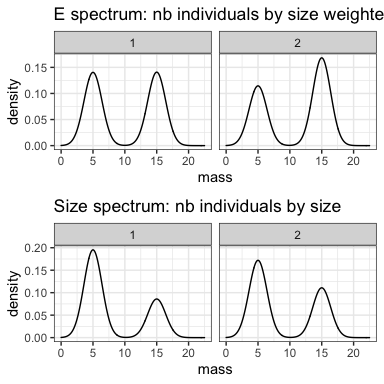 E spectrum: nb individuals by size weighte
1 2
density
0.15
0.10
0.05
0.00
0 5 10 15 20 0 5 10 15 20
mass
Size spectrum: nb individuals by size
1 2
density
0.20
0.15
0.10
0.05
0.00
0 5 10 15 20 0 5 10 15 20
mass